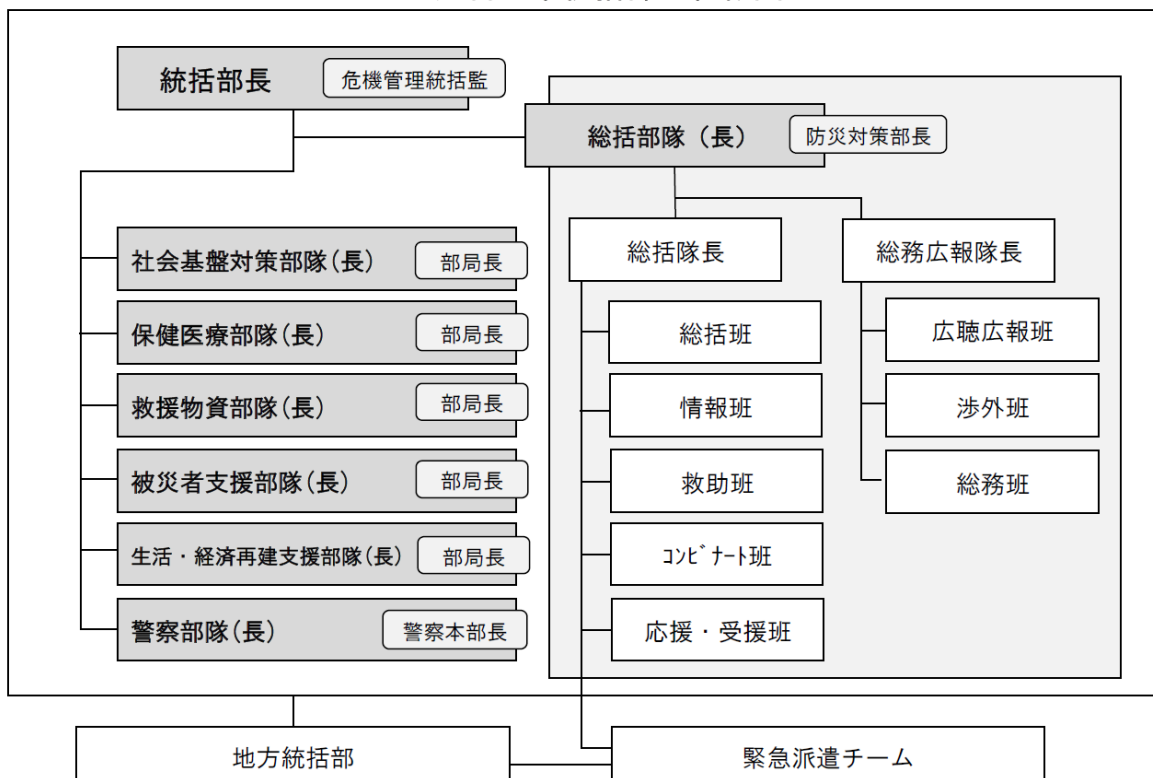 統括部長
危機管理統括監
総括部隊（長）
防災対策部長
社会基盤対策部隊(長)
部局長
保健医療部隊(長)
部局長
救援物資部隊(長)
部局長
被災者支援部隊(長)
部局長
生活・経済再建支援部隊(長)
部局長
警察部隊(長)
警察本部長
総括隊長
総括班
情報班
救助班
ｺﾝﾋﾞﾅｰﾄ班
応援・受援班
総務広報隊長
広聴広報班
渉外班
総務班
地方統括部
緊急派遣チーム